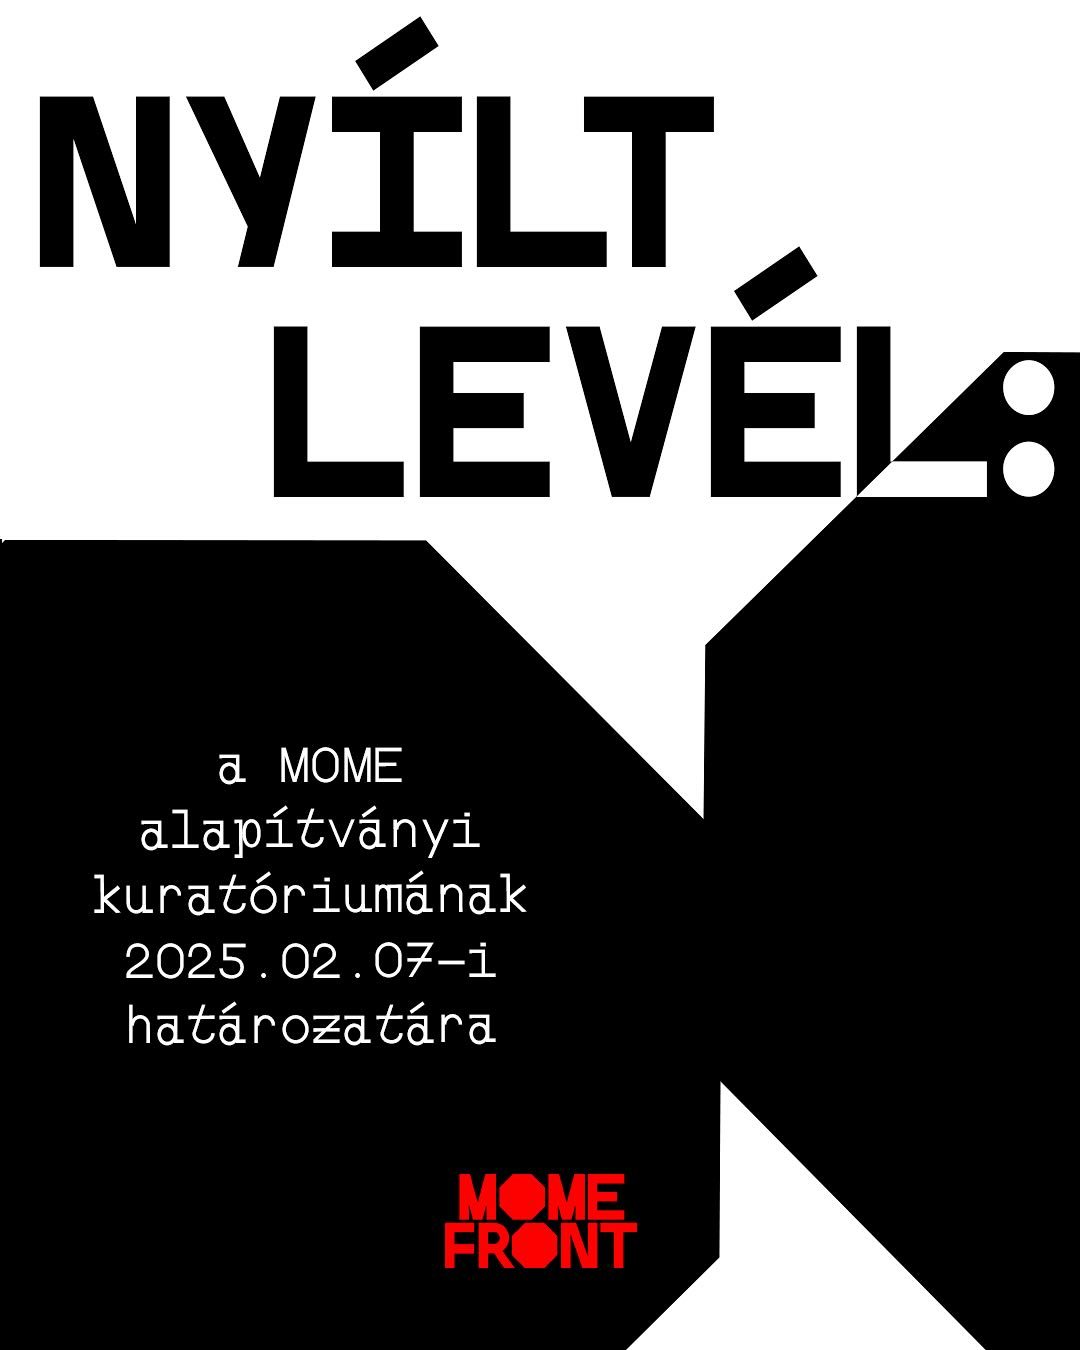 NYÍLT
LEVÉL:
a MOME
alapítványi
kuratóriumának
2025.02.07-i
határozatára
MOME
FRONT